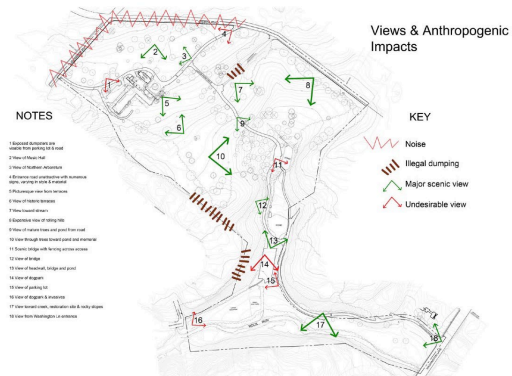 Views & Anthropogenic
Impacts
NOTES
1 Exposed dumpsters are
visible from parking lot & road
2 View of Music Hall
3 View of Northern Arboretum
4 Entrance road unattractive with numerous
signs, varying in style & material
5 Picturesque view from terraces
6 View of historic terraces
7 View toward stream
8 Expansive view of rolling hills
9 View of mature trees and pond from road
10 View through trees toward pond and memorial
11 Scenic bridge with fencing across access
12 View of bridge
13 View of headwall, bridge and pond
14 View of dogpark
15 View of parking lot
16 View of dogpark & invasives
17 View toward creek, restoration site & rocky slopes
18 View from Washington Ln entrance
KEY
Noise
Illegal dumping
Major scenic view
Undesirable view
1
2
3
4
5
6
7
8
9
10
11
12
13
14
15
16
17
18